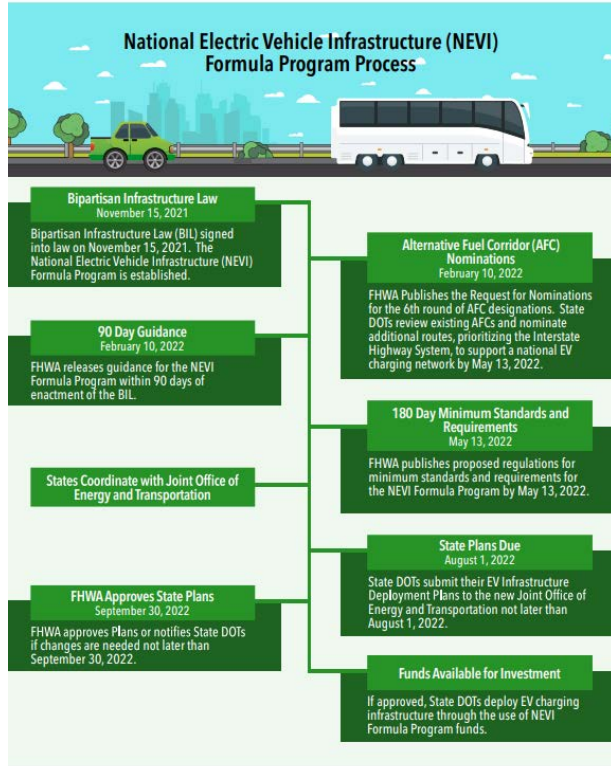 National Electric Vehicle Infrastructure (NEVI)
Formula Program Process
Bipartisan Infrastructure Law
November 15, 2021
Bipartisan Infrastructure Law (BIL) signed
into law on November 15, 2021. The
National Electric Vehicle Infrastructure (NEVI)
Formula Program is established.
Alternative Fuel Corridor (AFC)
Nominations
February 10, 2022
FHWA Publishes the Request for Nominations
for the 6th round of AFC designations. State
DOTs review existing AFCs and nominate
additional routes, prioritizing the Interstate
Highway System, to support a national EV
charging network by May 13, 2022.
90 Day Guidance
February 10, 2022
FHWA releases guidance for the NEVI
Formula Program within 90 days of
enactment of the BIL.
180 Day Minimum Standards and
Requirements
May 13, 2022
FHWA publishes proposed regulations for
minimum standards and requirements for
the NEVI Formula Program by May 13, 2022.
States Coordinate with Joint Office of
Energy and Transportation
State Plans Due
August 1, 2022
State DOTs submit their EV Infrastructure
Deployment Plans to the new Joint Office of
Energy and Transportation not later than
August 1, 2022.
FHWA Approves State Plans
September 30, 2022
FHWA approves Plans or notifies State DOTs
if changes are needed not later than
September 30, 2022.
Funds Available for Investment
If approved, State DOTs deploy EV charging
infrastructure through the use of NEVI
Formula Program funds.